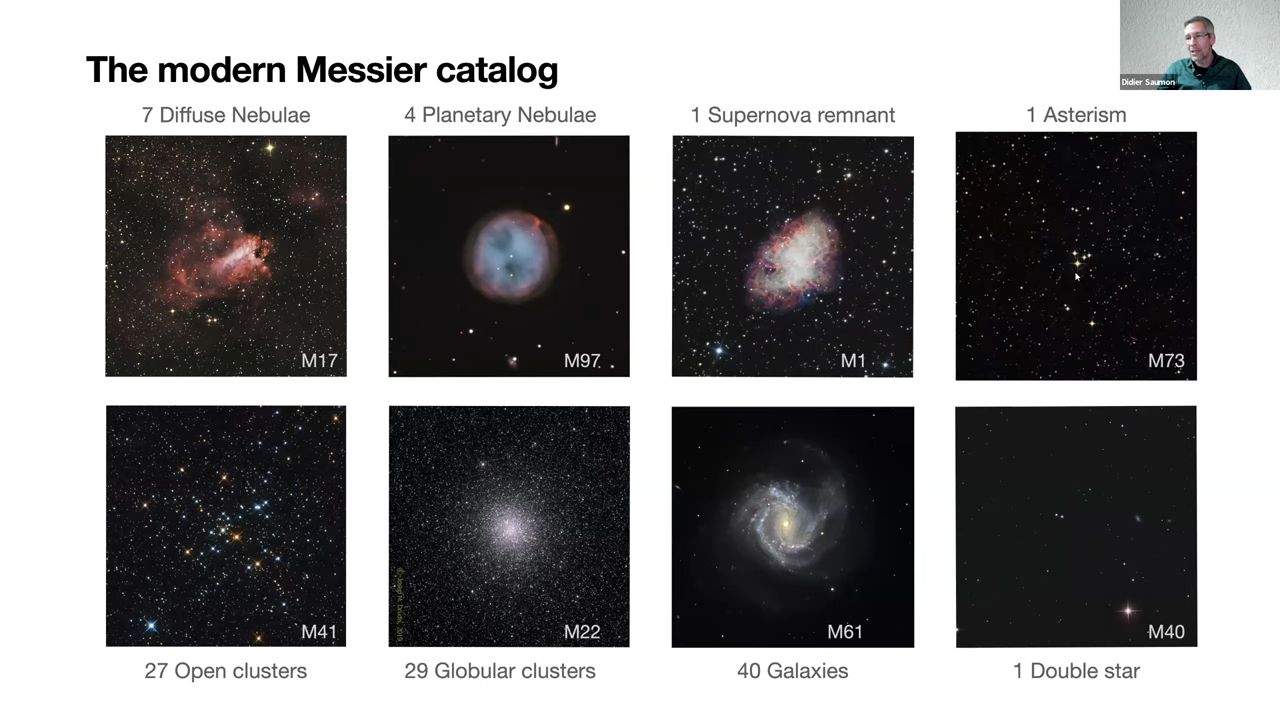 The modern Messier catalog
Didier Saumon
7 Diffuse Nebulae
4 Planetary Nebulae
1 Supernova remnant
1 Asterism
M17
M97
M1
M73
M41
M22
M61
M40
27 Open clusters
29 Globular clusters
40 Galaxies
1 Double star